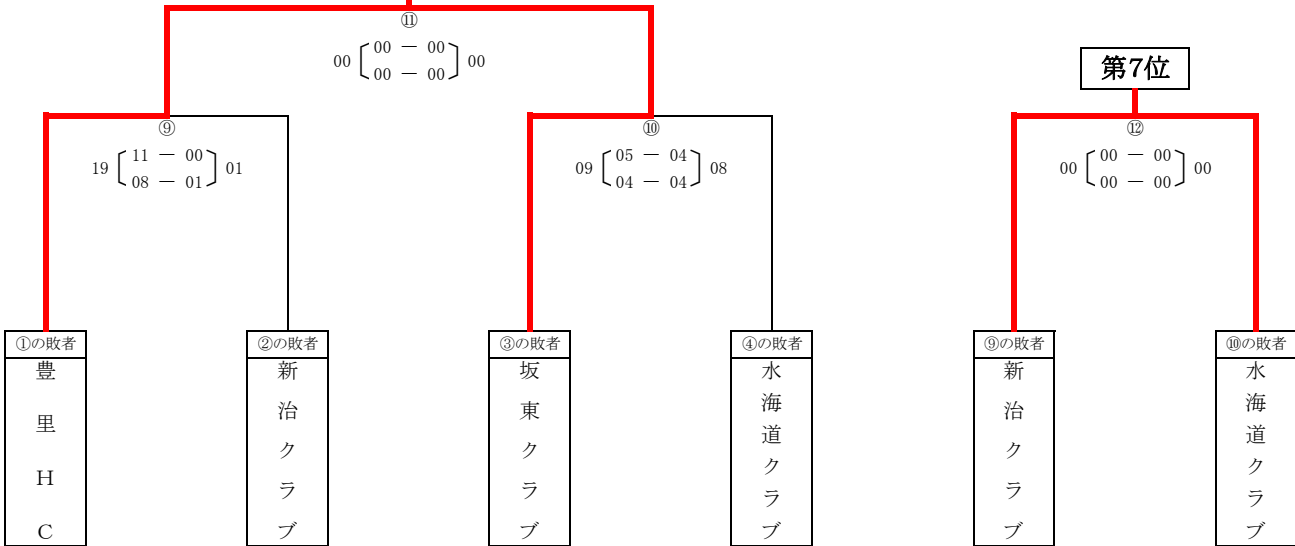 ⑪
00 00 － 00 00
00 － 00
第7位
⑨
19 11 － 00 01
08 － 01
⑩
09 05 － 04 08
04 － 04
⑫
00 00 － 00 00
00 － 00
①の敗者
豊里HC
②の敗者
新治クラブ
③の敗者
坂東クラブ
④の敗者
水海道クラブ
⑨の敗者
新治クラブ
⑩の敗者
水海道クラブ